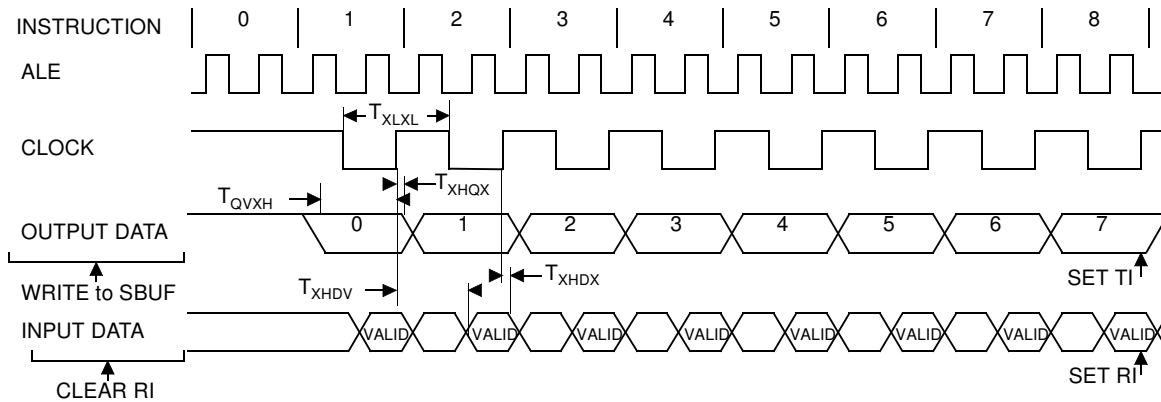 INSTRUCTION 0 1 2 3 4 5 6 7 8
ALE
T_XLXL
CLOCK
T_XHQX
T_QVXH
OUTPUT DATA 0 1 2 3 4 5 6 7
T_XHDX
SET TI
WRITE to SBUF
T_XHDV
INPUT DATA VALID VALID VALID VALID VALID VALID VALID VALID
SET RI
CLEAR RI